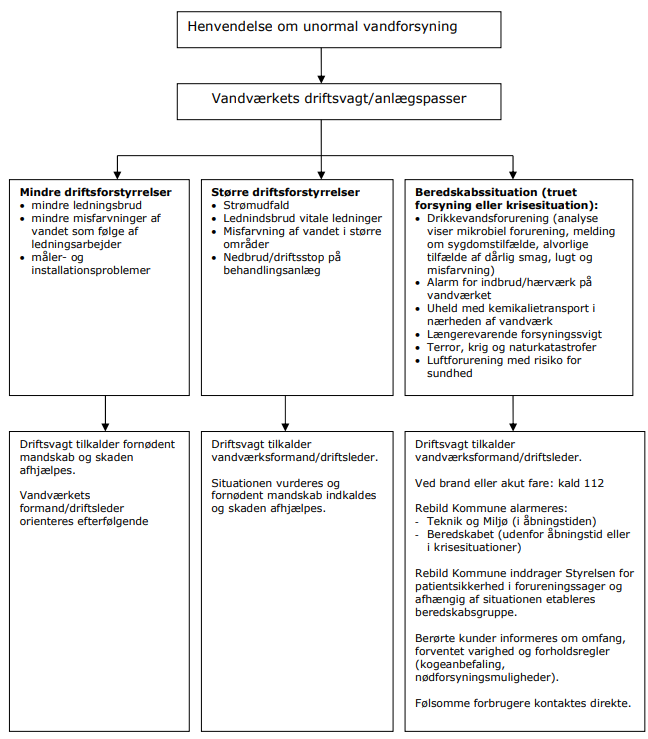 Henvendelse om unormal vandforsyning
Vandværkets driftsvagt/anlægspasser
Mindre driftsforstyrrelser
• mindre ledningsbrud
• mindre misfarvninger af
vandet som følge af
ledningsarbejder
• måler- og
installationsproblemer
Større driftsforstyrrelser
• Strømudfald
• Lednindsbrud vitale ledninger
• Misfarvning af vandet i større
områder
• Nedbrud/driftsstop på
behandlingsanlæg
Beredskabssituation (truet
forsyning eller krisesituation):
• Drikkevandsforurening (analyse
viser mikrobiel forurening, melding
om sygdomstilfælde, alvorlige
tilfælde af dårlig smag, lugt og
misfarvning)
• Alarm for indbrud/hærværk på
vandværket
• Uheld med kemikalietransport i
nærheden af vandværk
• Længerevarende forsyningssvigt
• Terror, krig og naturkatastrofer
• Luftforurening med risiko for
sundhed
Driftsvagt tilkalder fornødent
mandskab og skaden
afhjælpes.
Vandværkets
formand/driftsleder
orienteres efterfølgende
Driftsvagt tilkalder
vandværksformand/driftsleder.
Situationen vurderes og
fornødent mandskab indkaldes
og skaden afhjælpes.
Driftsvagt tilkalder
vandværksformand/driftsleder.
Ved brand eller akut fare: kald 112
Rebild Kommune alarmeres:
- Teknik og Miljø (i åbningstiden)
- Beredskabet (udenfor åbningstid eller
i krisesituationer)
Rebild Kommune inddrager Styrelsen for
patientsikkerhed i forureningssager og
afhængig af situationen etableres
beredskabsgruppe.
Berørte kunder informeres om omfang,
forventet varighed og forholdsregler
(kogeanbefaling,
nødforsyningsmuligheder).
Følsomme forbrugere kontaktes direkte.